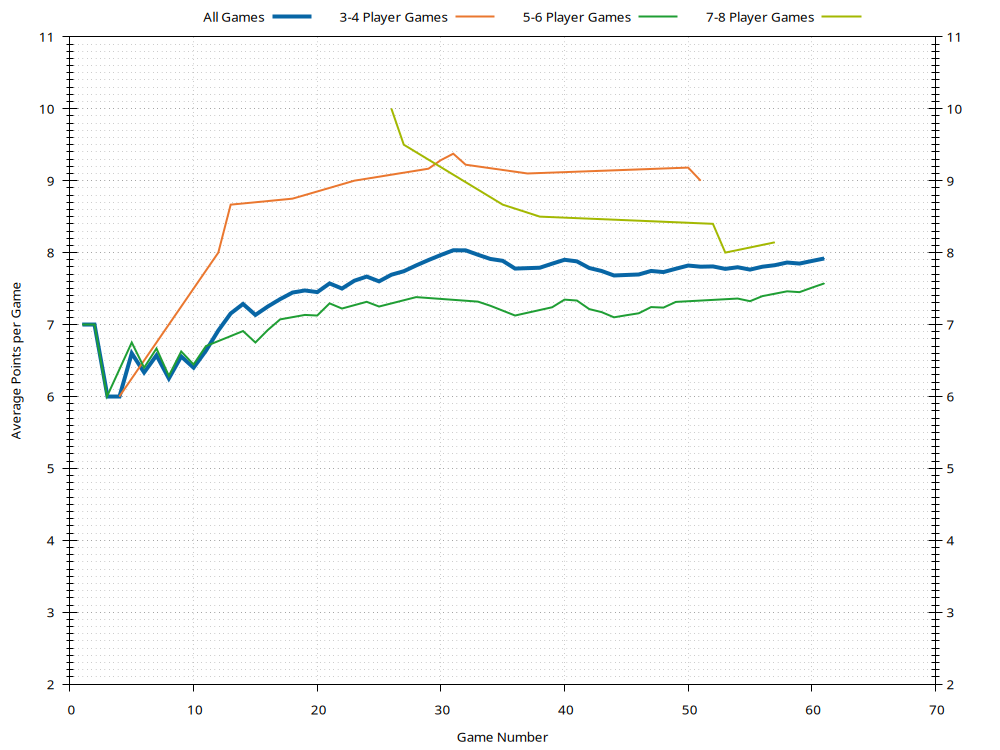 All Games 3-4 Player Games 5-6 Player Games 7-8 Player Games
11 11
10 10
9 9
8 8
7 7
6 6
5 5
4 4
3 3
2 2
Average Points per Game
0 10 20 30 40 50 60 70
Game Number